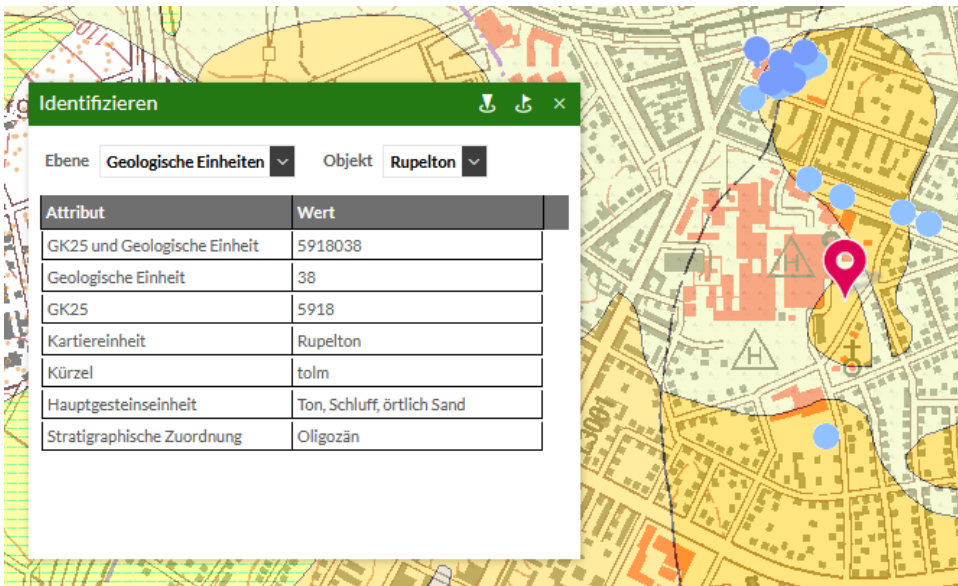 110
Identifizieren
×
Ebene Geologische Einheiten Objekt Rupelton
Attribut Wert
GK25 und Geologische Einheit 5918038
Geologische Einheit 38
GK25 5918
Kartiereinheit Rupelton
Kürzel tolm
Hauptgesteinseinheit Ton, Schluff, örtlich Sand
Stratigraphische Zuordnung Oligozän
H
H